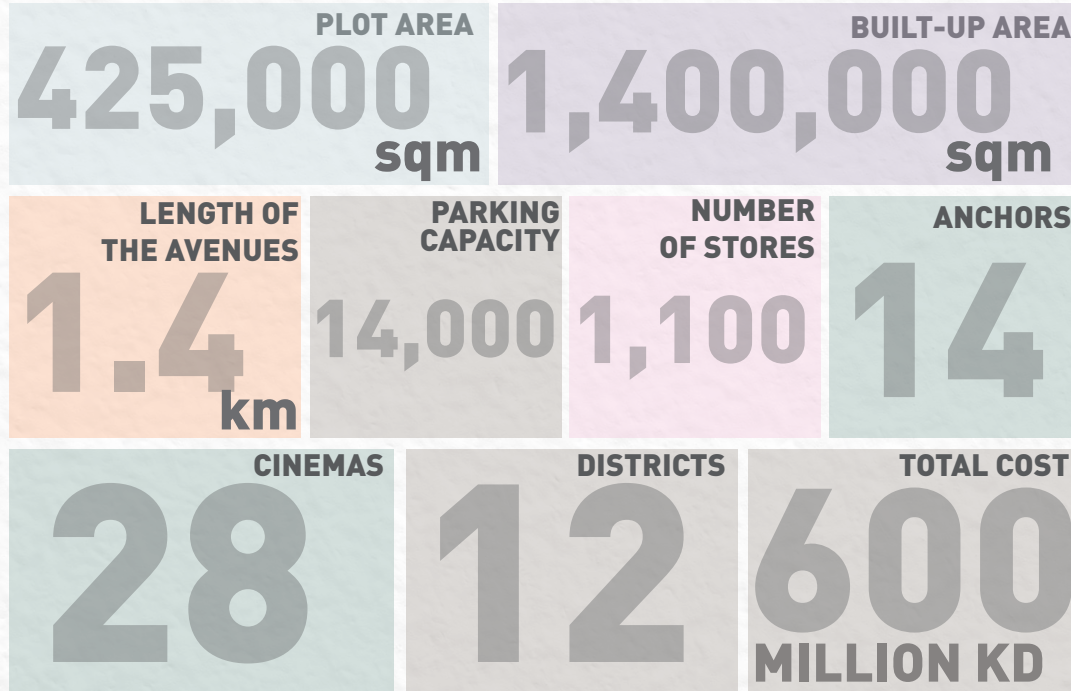 PLOT AREA
425,000
sqm
BUILT-UP AREA
1,400,000
sqm
LENGTH OF
THE AVENUES
1.4
km
PARKING
CAPACITY
14,000
NUMBER
OF STORES
1,100
ANCHORS
14
CINEMAS
28
DISTRICTS
12
TOTAL COST
600
MILLION KD